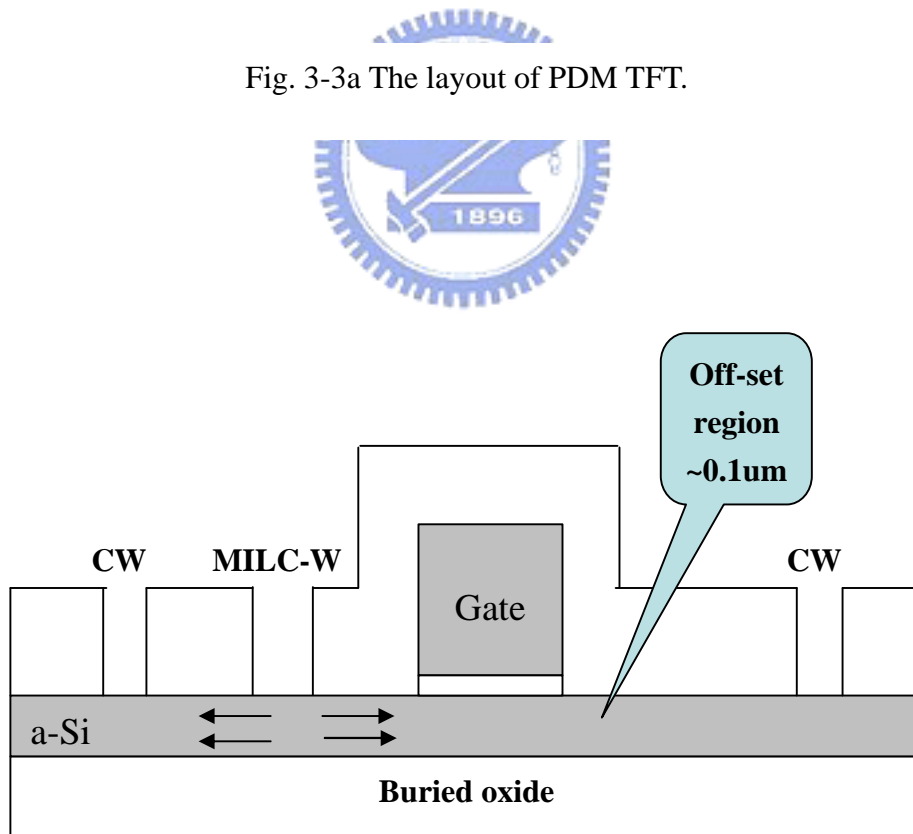 Fig. 3-3a The layout of PDM TFT.
1896
Off-set
region
~0.1um
CW
MILC-W
CW
Gate
a-Si
Buried oxide